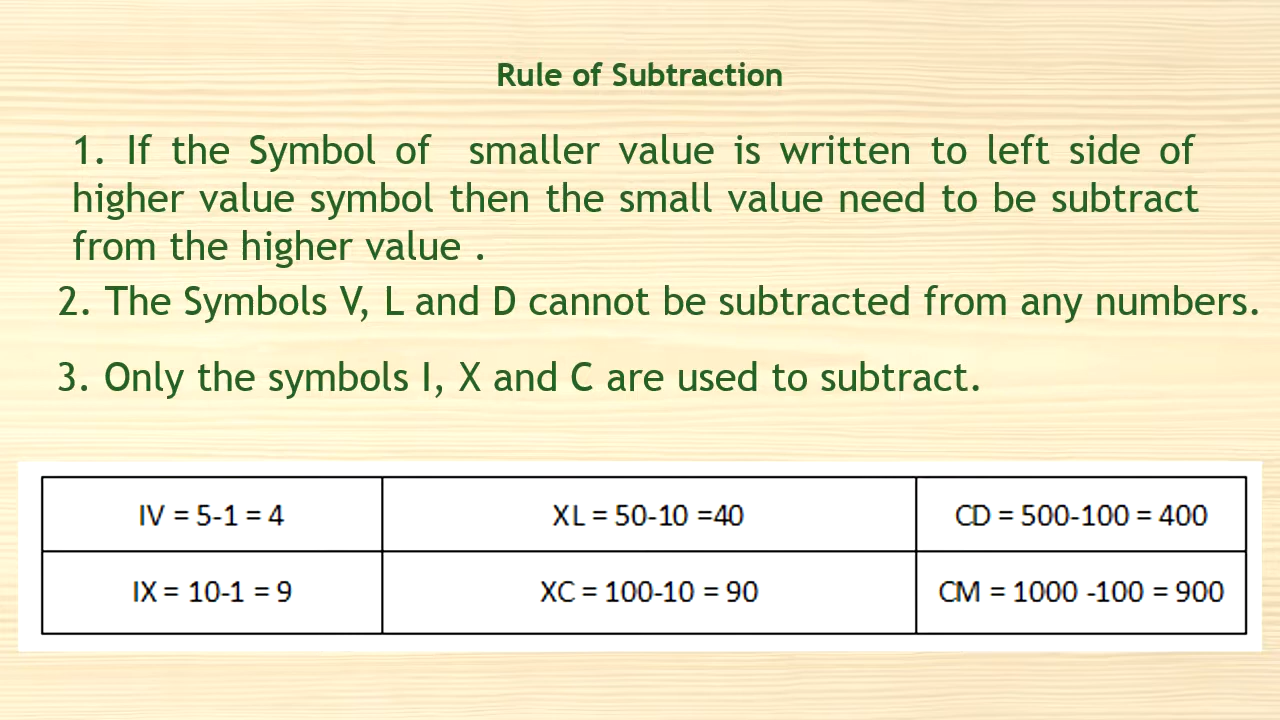 Rule of Subtraction
1. If the Symbol of smaller value is written to left side of
higher value symbol then the small value need to be subtract
from the higher value .
2. The Symbols V, L and D cannot be subtracted from any numbers.
3. Only the symbols I, X and C are used to subtract.
IV = 5-1 = 4
XL = 50-10 =40
CD = 500-100 = 400
IX = 10-1 = 9
XC = 100-10 = 90
CM = 1000 -100 = 900